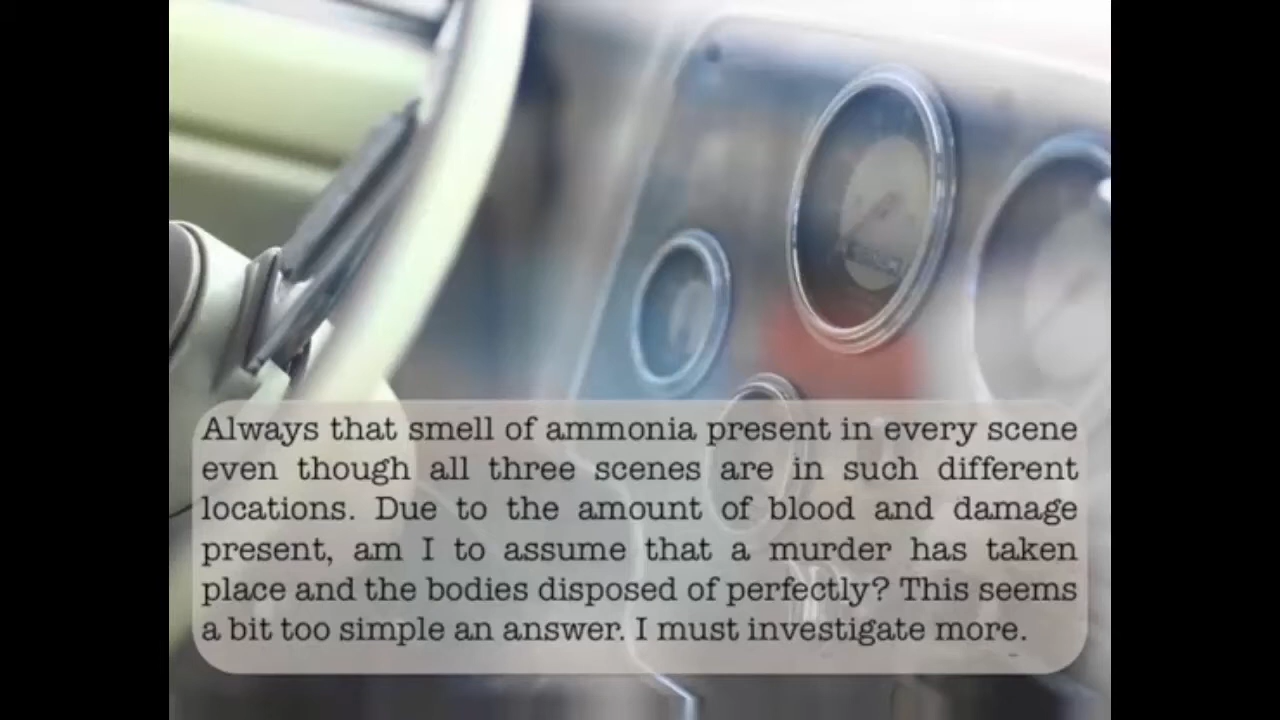 Always that smell of ammonia present in every scene
even though all three scenes are in such different
locations. Due to the amount of blood and damage
present, am I to assume that a murder has taken
place and the bodies disposed of perfectly? This seems
a bit too simple an answer. I must investigate more.